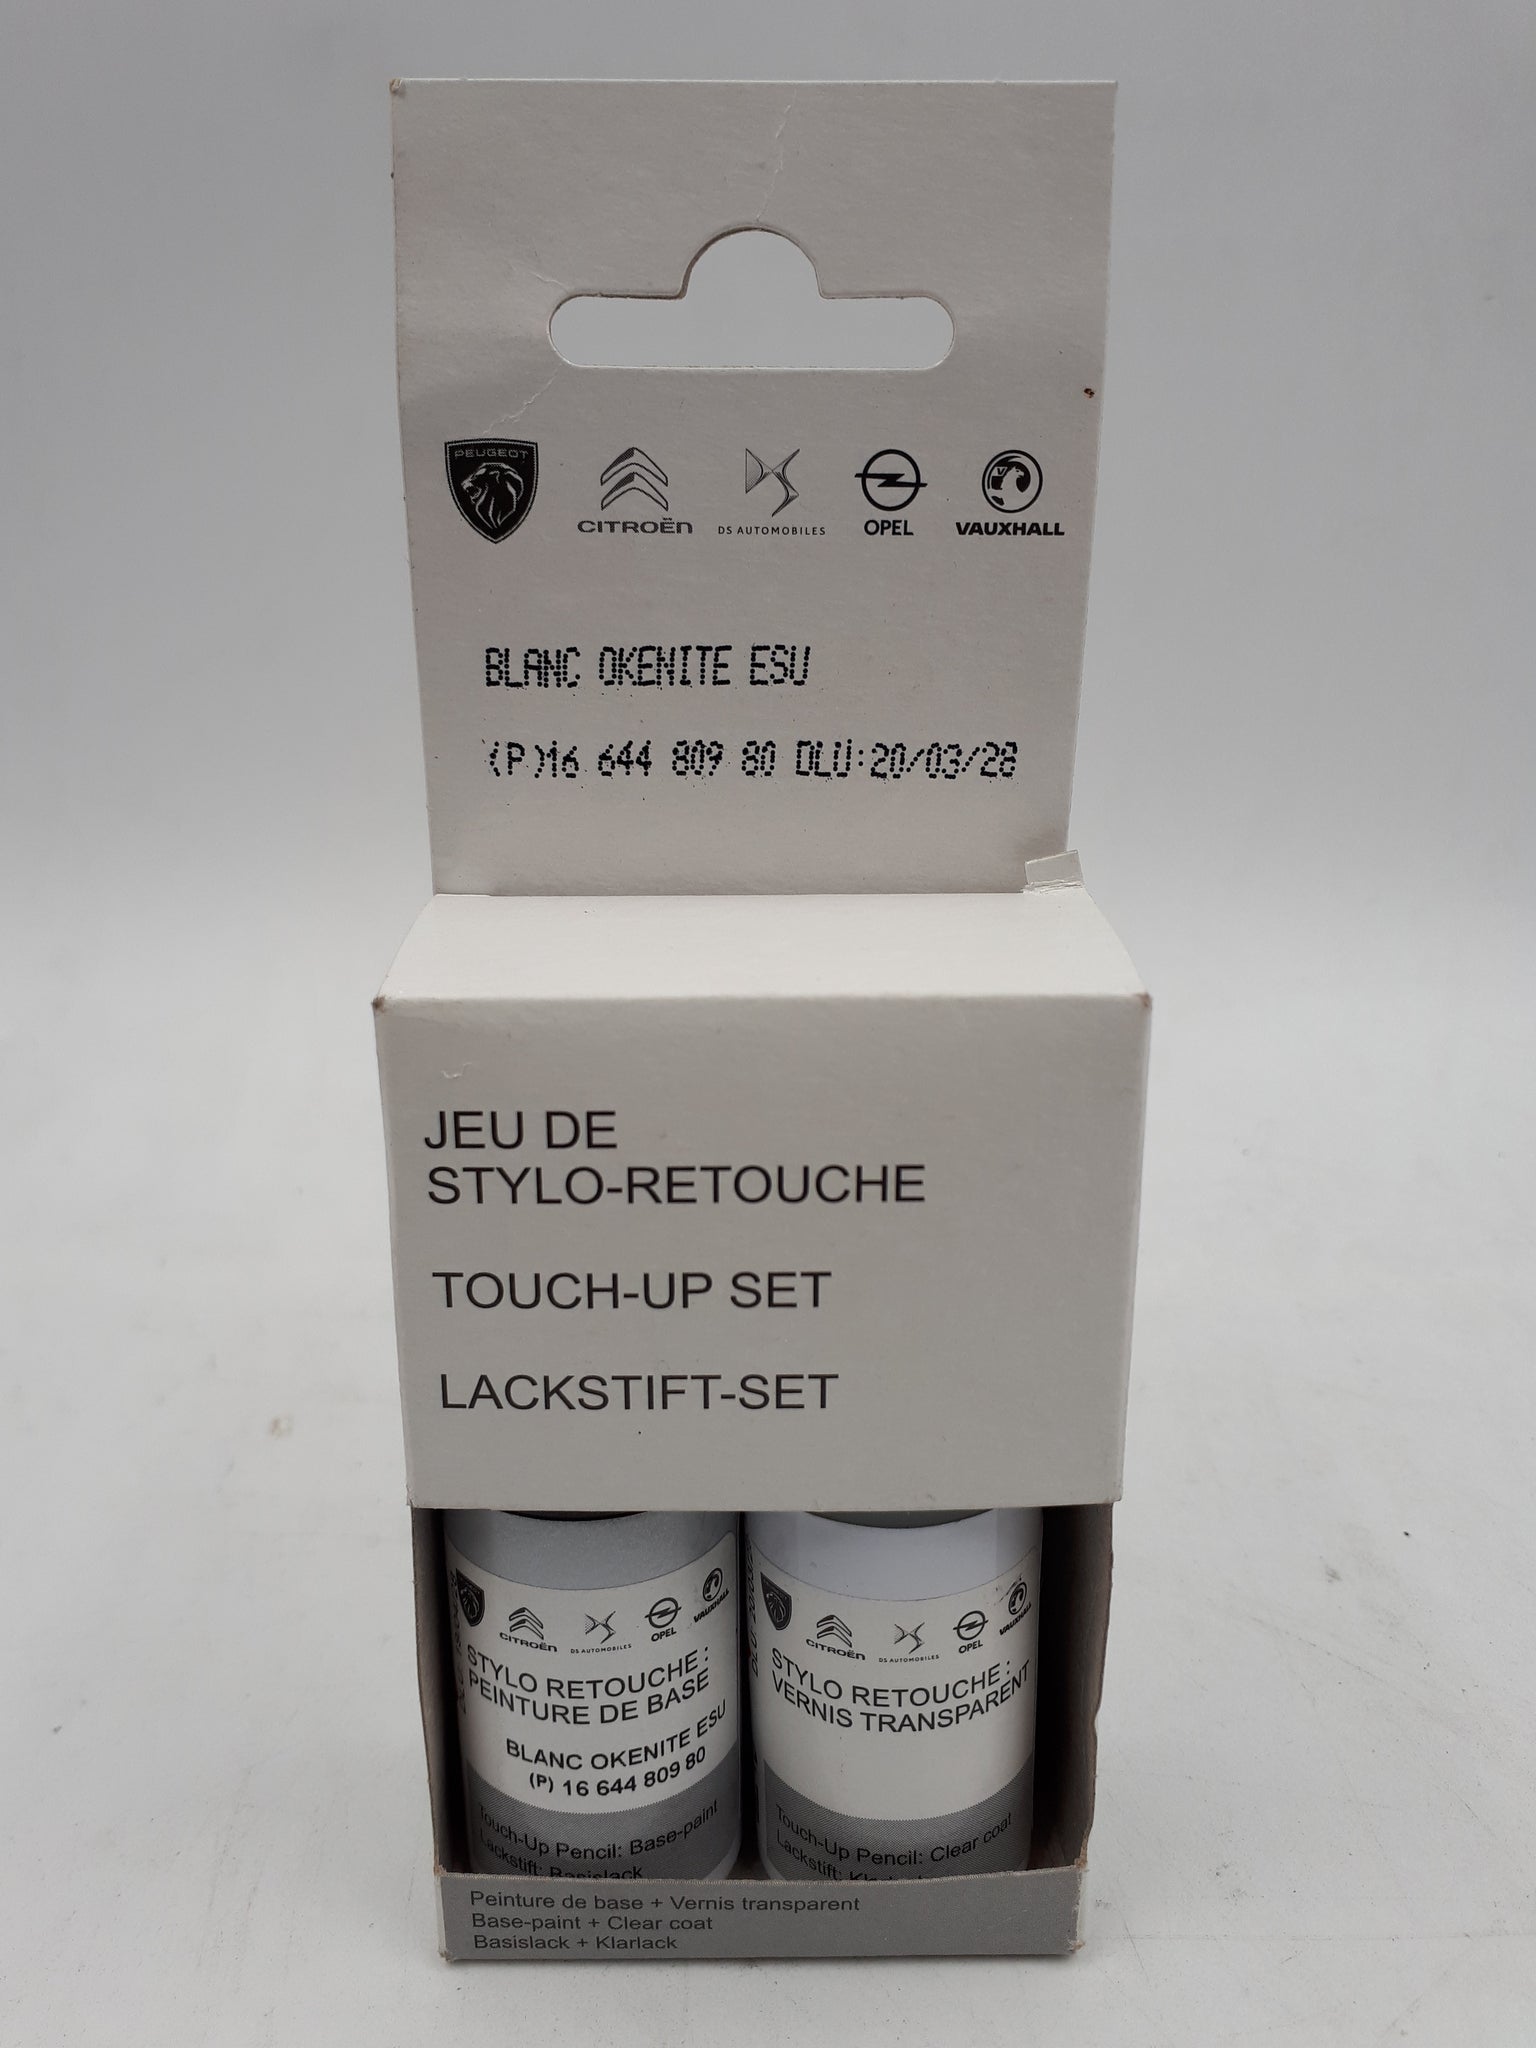 PEUGEOT
CITROËN
DS AUTOMOBILES
OPEL
VAUXHALL
BLANC OKENITE ESU
(P)16 644 809 80 DLU:20/03/28
JEU DE
STYLO-RETOUCHE
TOUCH-UP SET
LACKSTIFT-SET
CITROËN
DS AUTOMOBILES
OPEL
VAUXHALL
STYLO RETOUCHE :
PEINTURE DE BASE
BLANC OKENITE ESU
(P) 16 644 809 80
Touch-Up Pencil: Base-paint
Lackstift: Basislack
CITROËN
DS AUTOMOBILES
OPEL
VAUXHALL
STYLO RETOUCHE :
VERNIS TRANSPARENT
Touch-Up Pencil: Clear coat
Lackstift:
Peinture de base + Vernis transparent
Base-paint + Clear coat
Basislack + Klarlack